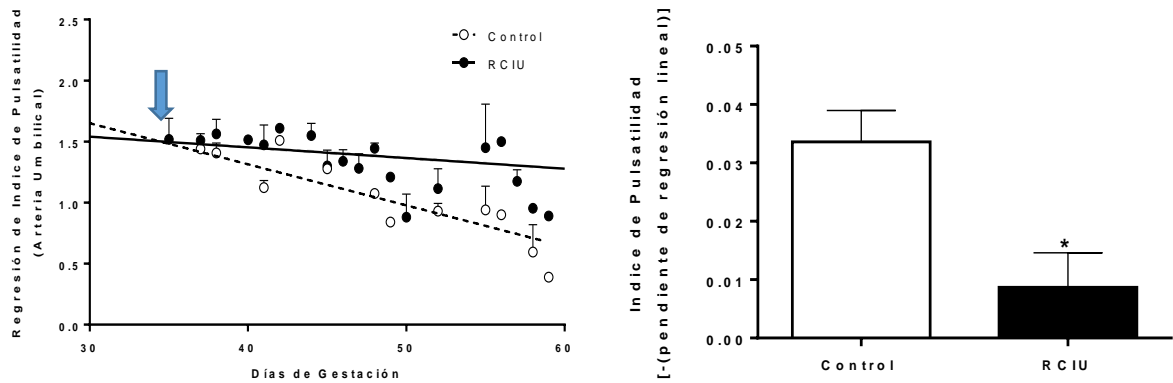 Regresión de Indice de Pulsatilidad
(Arteria Umbilical)
2.5
2.0
1.5
1.0
0.5
0.0
30
40
50
60
Días de Gestación
Control
RCIU
Indice de Pulsatilidad
[-(pendiente de regresión lineal)]
0.05
0.04
0.03
0.02
0.01
0.00
*
Control
RCIU